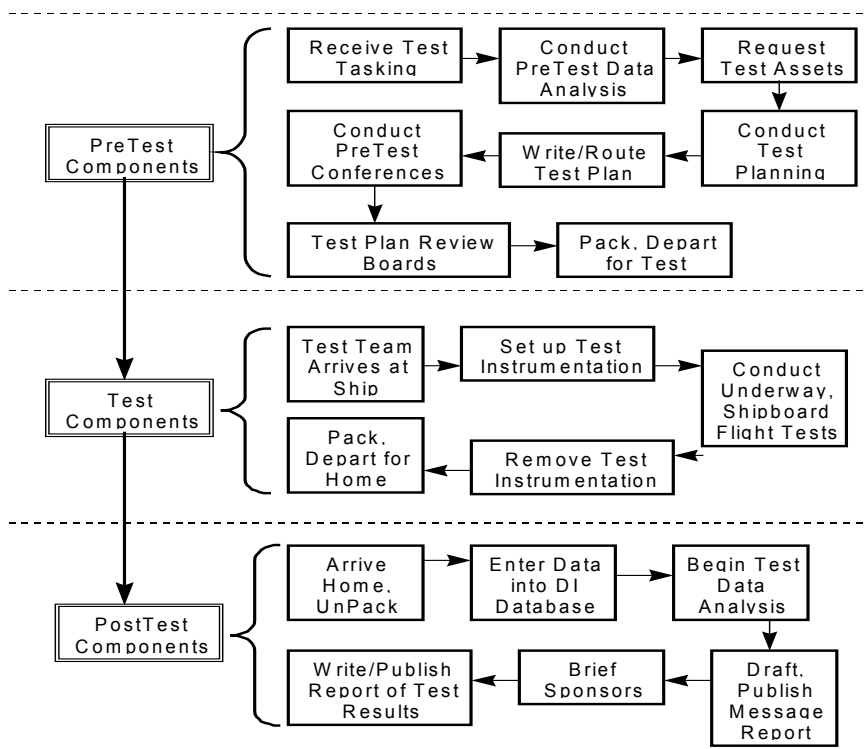 Receive Test
Tasking
Conduct
PreTest Data
Analysis
Request
Test Assets
PreTest
Components
Conduct
PreTest
Conferences
Write/Route
Test Plan
Conduct
Test
Planning
Test Plan Review
Boards
Pack, Depart
for Test
Test
Components
Test Team
Arrives at
Ship
Set up Test
Instrumentation
Conduct
Underway,
Shipboard
Flight Tests
Pack,
Depart for
Home
Remove Test
Instrumentation
PostTest
Components
Arrive
Home,
UnPack
Enter Data
into DI
Database
Begin Test
Data
Analysis
Write/Publish
Report of Test
Results
Brief
Sponsors
Draft,
Publish
Message
Report